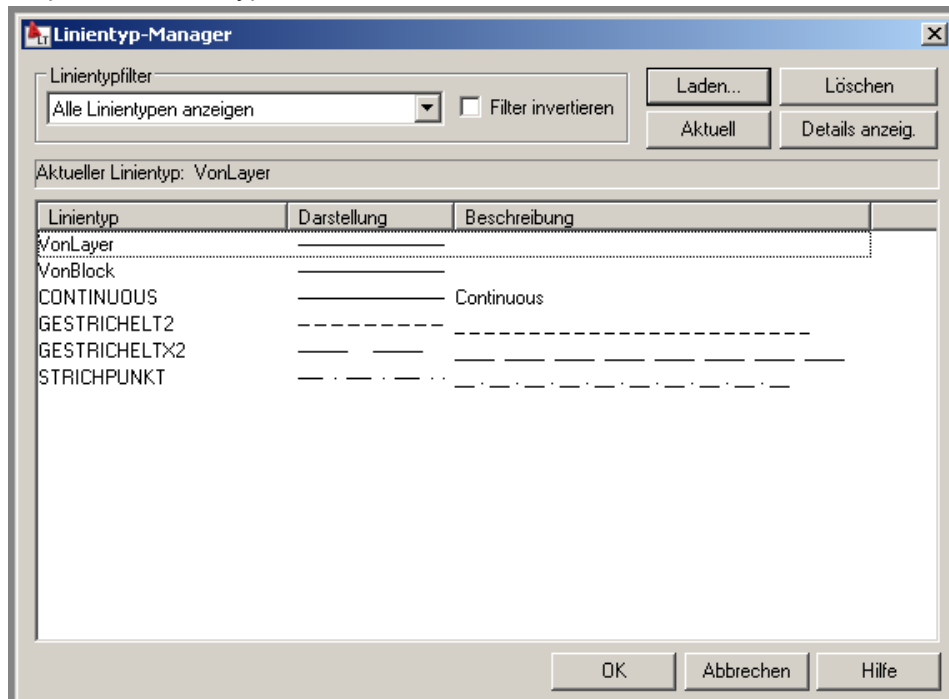 LT Linientyp-Manager
Linientypfilter
Alle Linientypen anzeigen
Filter invertieren
Laden...
Löschen
Aktuell
Details anzeig.
Aktueller Linientyp: VonLayer
Linientyp Darstellung Beschreibung
VonLayer
VonBlock
CONTINUOUS Continuous
GESTRICHELT2
GESTRICHELTX2
STRICHPUNKT
OK Abbrechen Hilfe